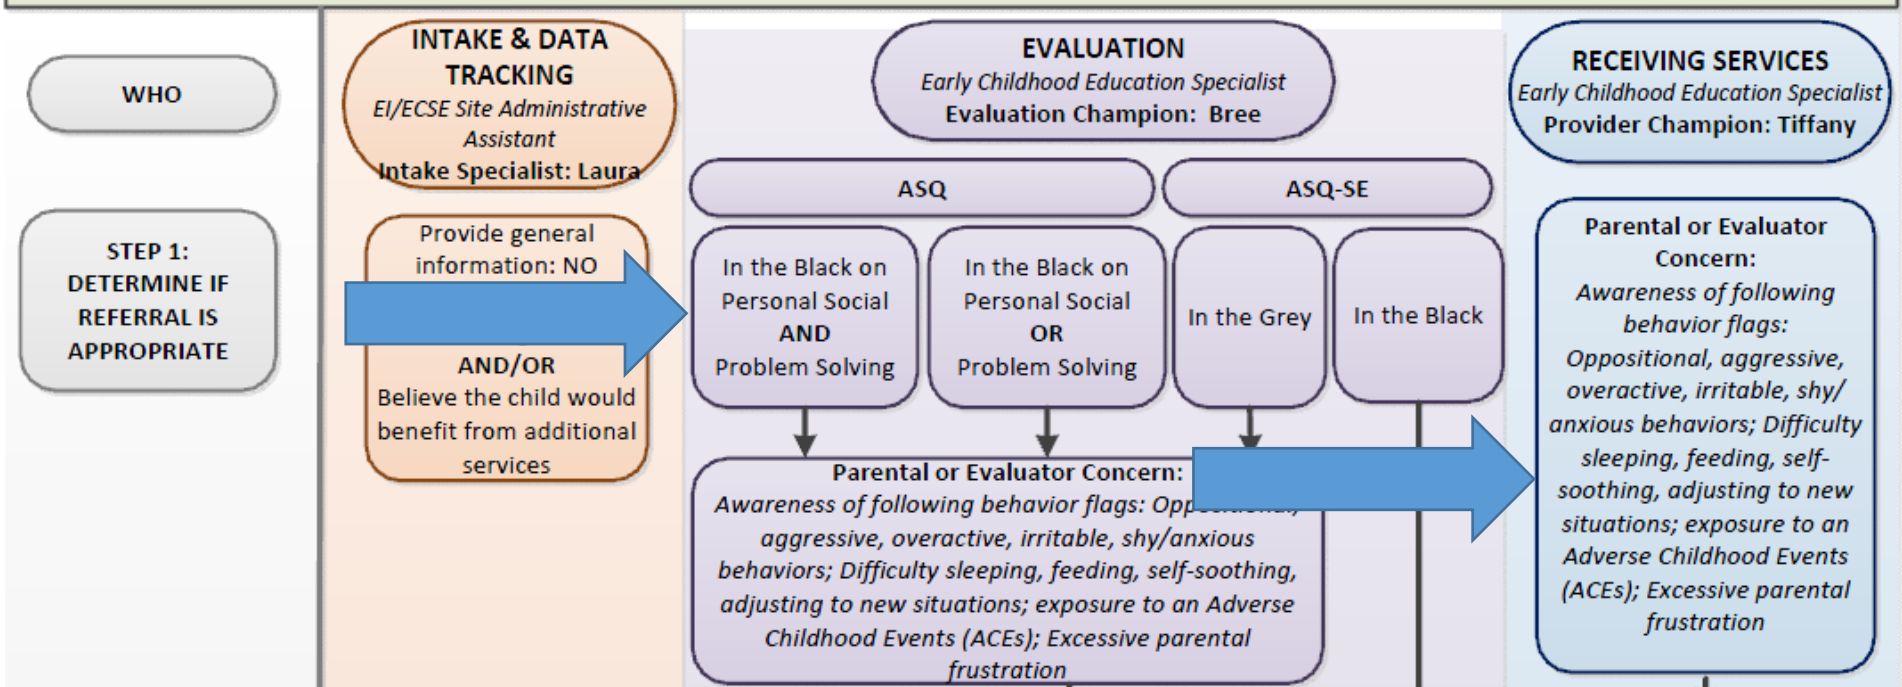 WHO
STEP 1:
DETERMINE IF
REFERRAL IS
APPROPRIATE
INTAKE & DATA
TRACKING
EI/ECSE Site Administrative
Assistant
Intake Specialist: Laura
Provide general
information: NO
AND/OR
Believe the child would
benefit from additional
services
EVALUATION
Early Childhood Education Specialist
Evaluation Champion: Bree
ASQ
ASQ-SE
In the Black on
Personal Social
AND
Problem Solving
In the Black on
Personal Social
OR
Problem Solving
In the Grey
In the Black
Parental or Evaluator Concern:
Awareness of following behavior flags: Oppositional,
aggressive, overactive, irritable, shy/anxious
behaviors; Difficulty sleeping, feeding, self-soothing,
adjusting to new situations; exposure to an Adverse
Childhood Events (ACEs); Excessive parental
frustration
RECEIVING SERVICES
Early Childhood Education Specialist
Provider Champion: Tiffany
Parental or Evaluator
Concern:
Awareness of following
behavior flags:
Oppositional, aggressive,
overactive, irritable, shy/
anxious behaviors; Difficulty
sleeping, feeding, self-
soothing, adjusting to new
situations; exposure to an
Adverse Childhood Events
(ACEs); Excessive parental
frustration